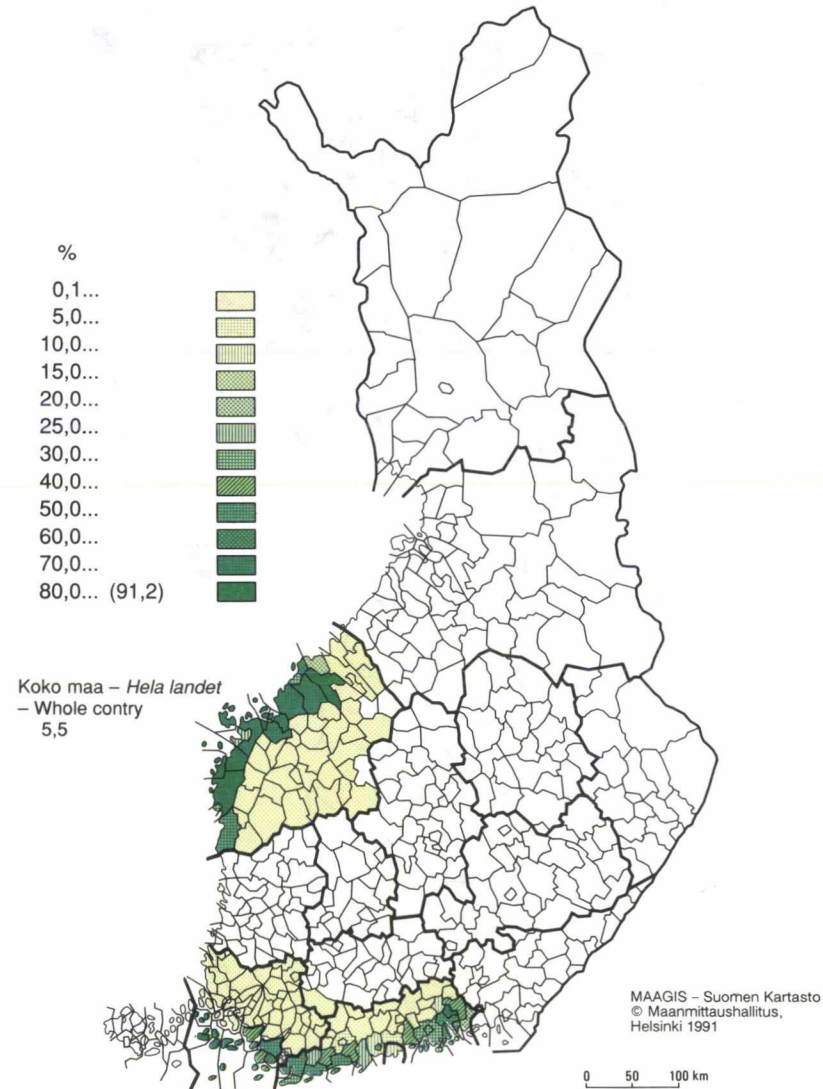 %
0,1...
5,0...
10,0...
15,0...
20,0...
25,0...
30,0...
40,0...
50,0...
60,0...
70,0...
80,0... (91,2)
Koko maa – Hela landet
– Whole contry
5,5
MAAGIS – Suomen Kartasto
© Maanmittaushallitus,
Helsinki 1991
0 50 100 km